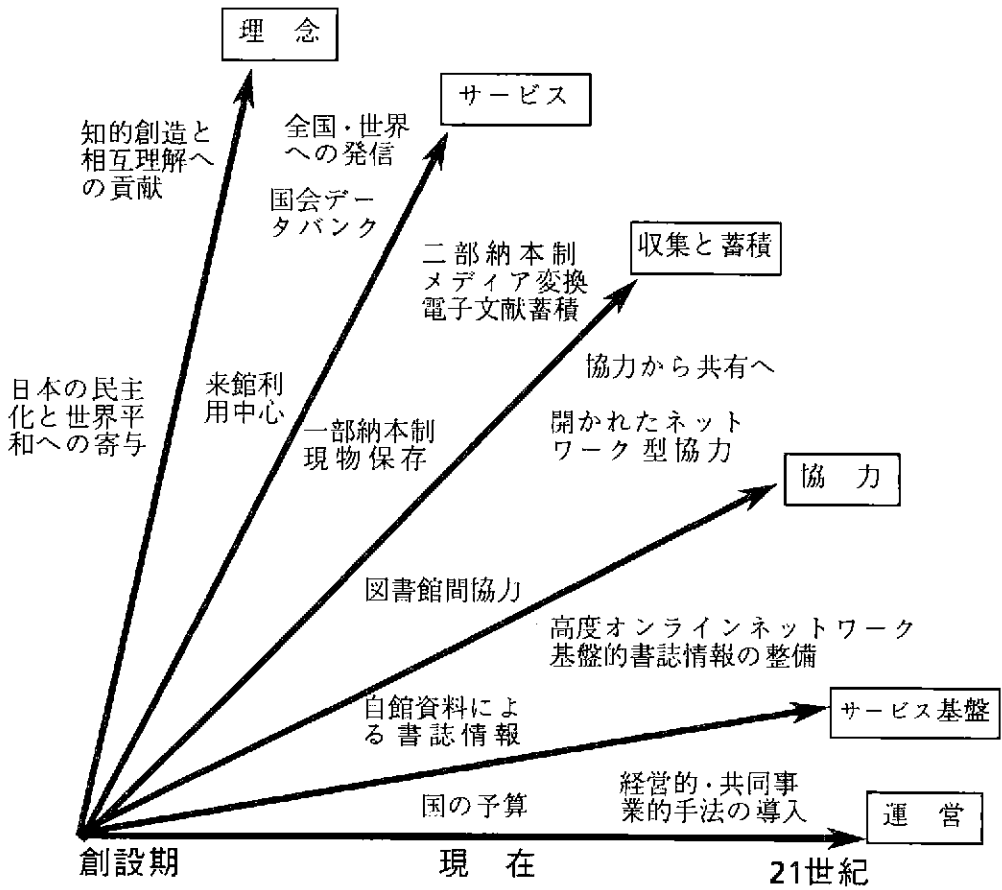 理 念
知的創造と
相互理解へ
の貢献
日本の民主
化と世界平
和への寄与
サービス
全国・世界
への発信
国会デー
タバンク
来館利
用中心
収集と蓄積
二部納本制
メディア変換
電子文献蓄積
一部納本制
現物保存
協 力
協力から共有へ
開かれたネット
ワーク型協力
図書館間協力
サービス基盤
高度オンラインネットワーク
基盤的書誌情報の整備
自館資料によ
る書誌情報
運 営
経営的・共同事
業的手法の導入
国の予算
創設期
現 在
21世紀